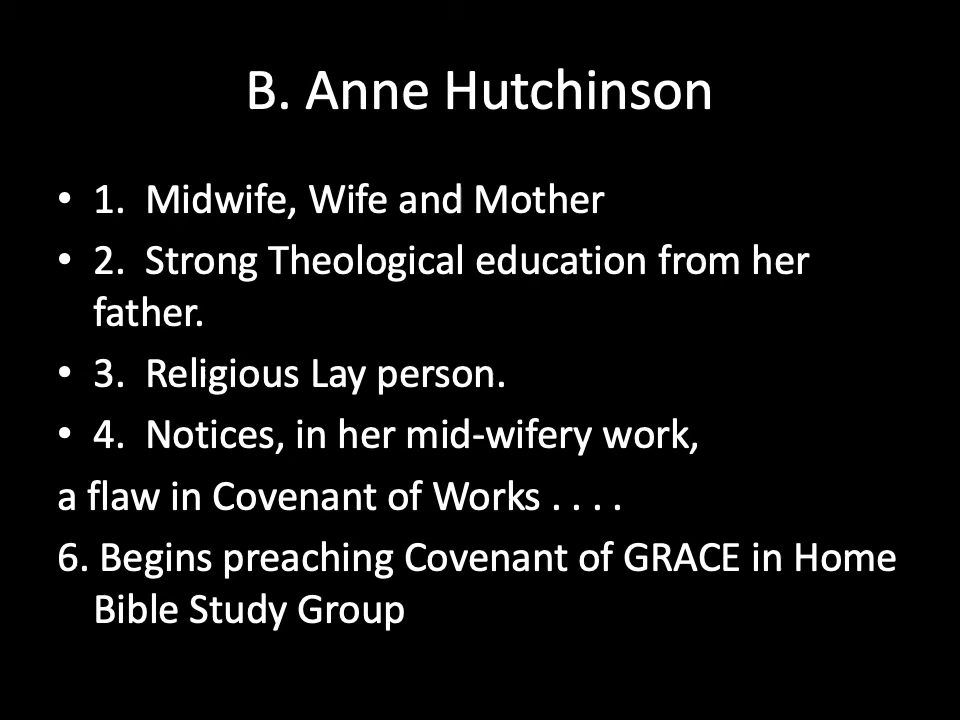 B. Anne Hutchinson
• 1.  Midwife, Wife and Mother
• 2.  Strong Theological education from her
father.
• 3.  Religious Lay person.
• 4.  Notices, in her mid-wifery work,
a flaw in Covenant of Works . . . .
6. Begins preaching Covenant of GRACE in Home
Bible Study Group